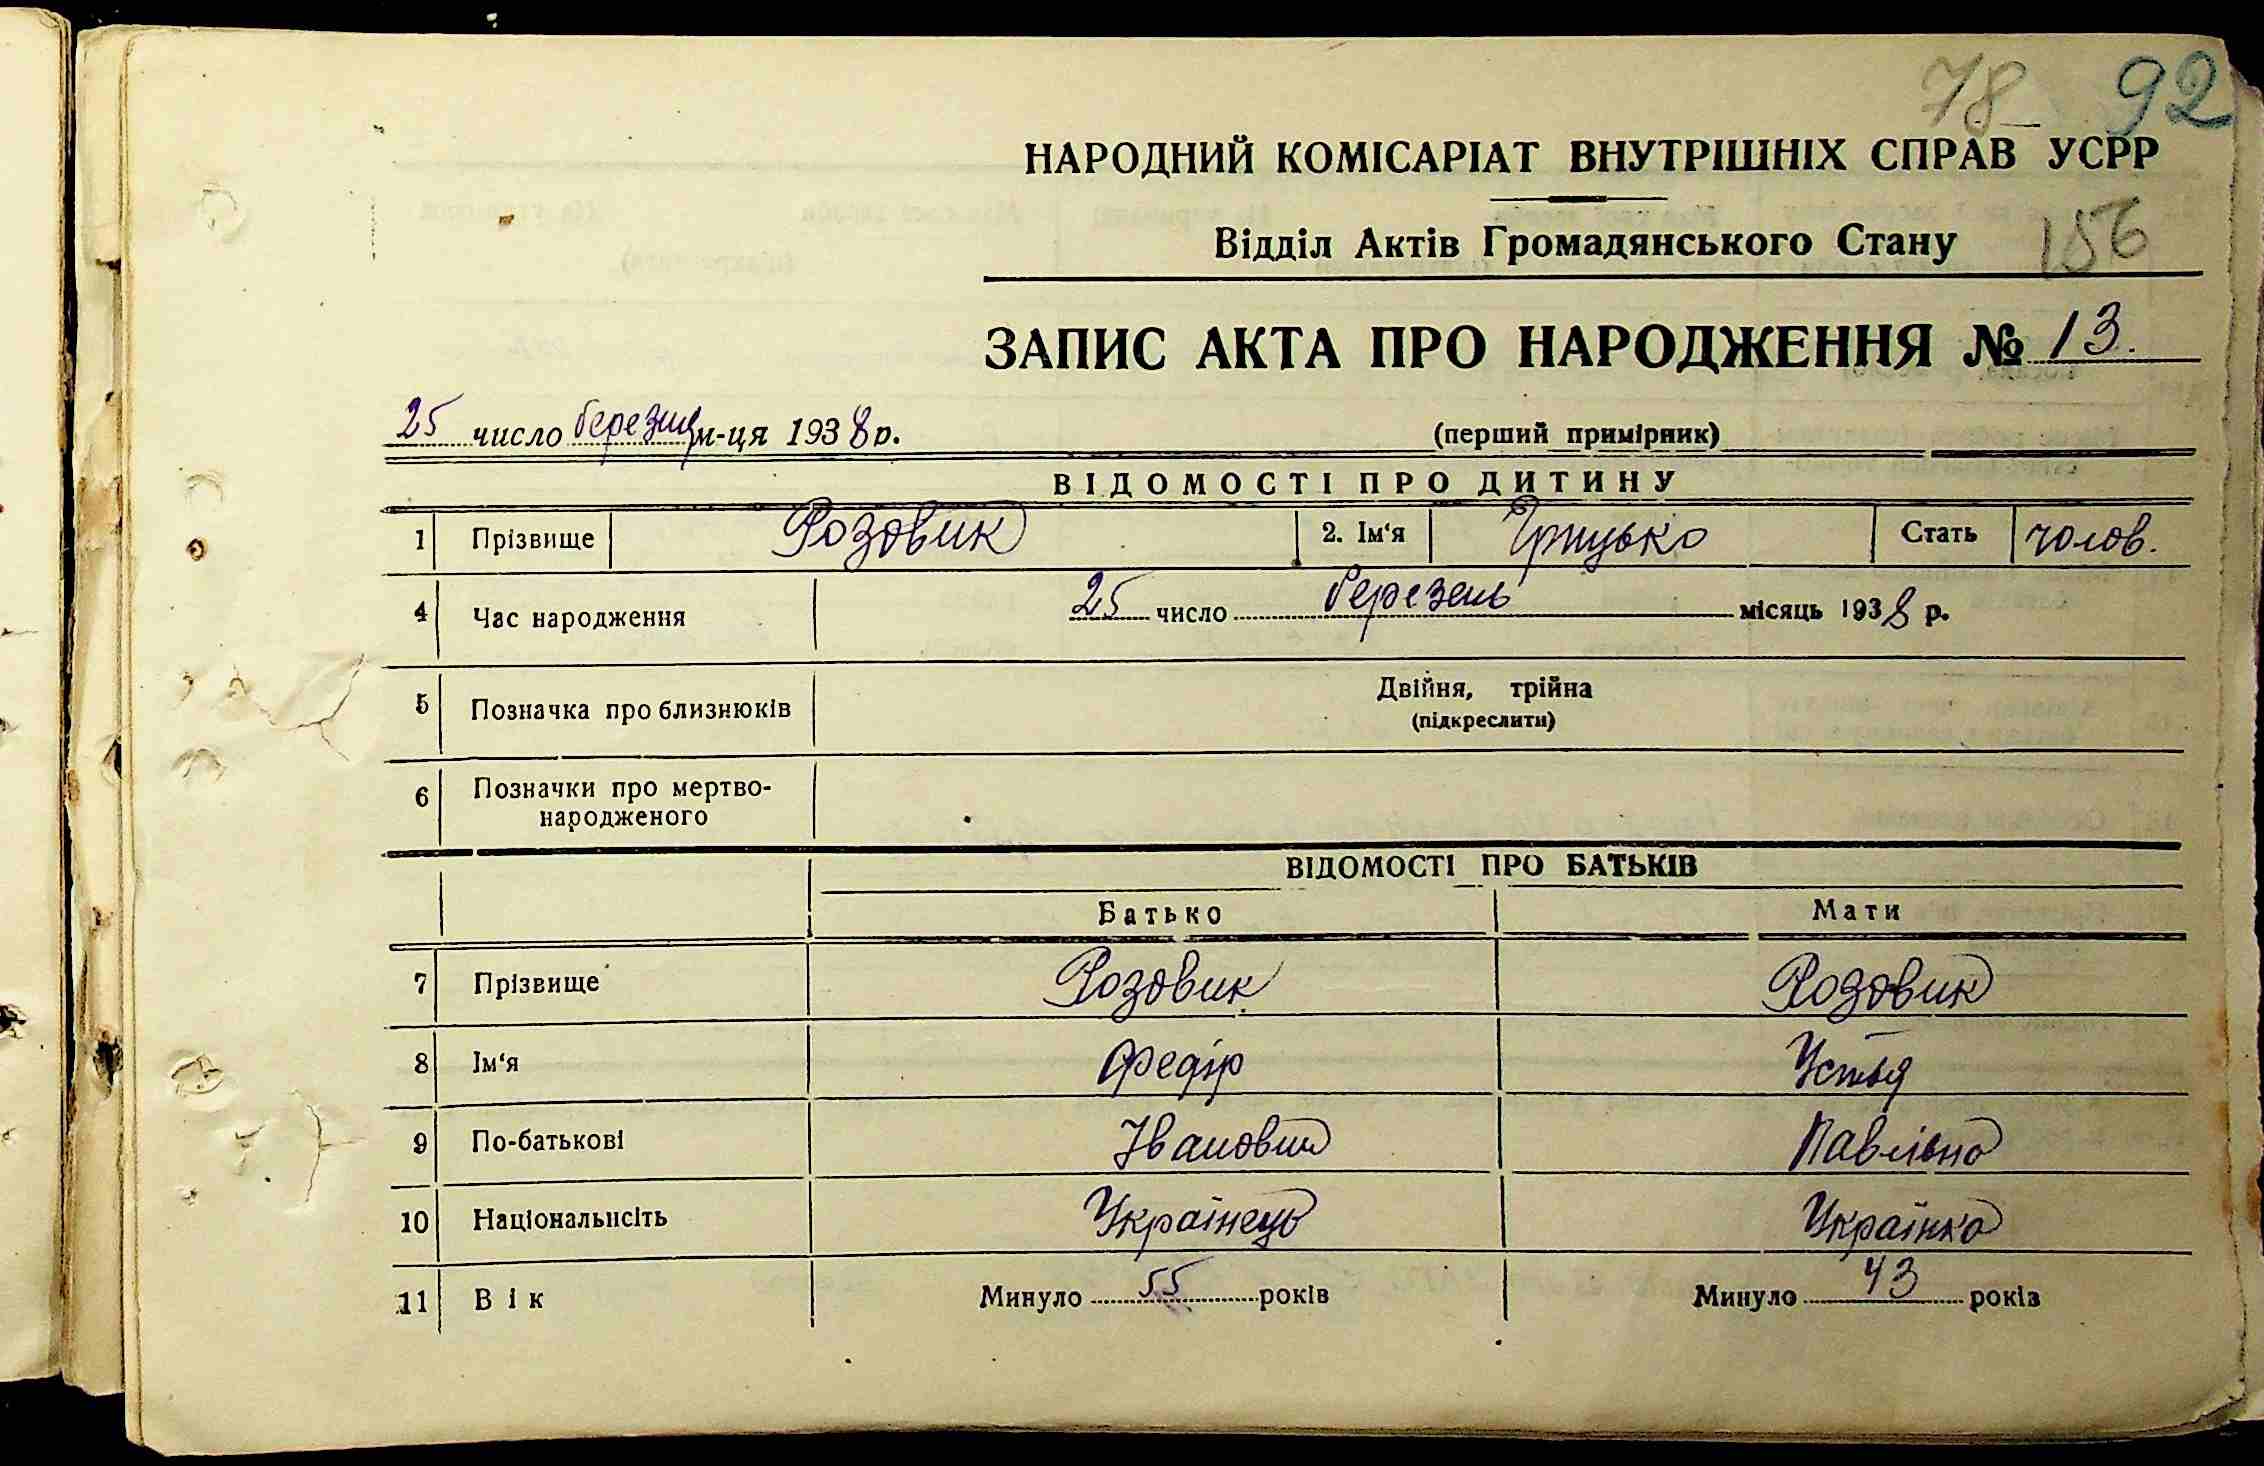 78 92
НАРОДНИЙ КОМІСАРІАТ ВНУТРІШНІХ СПРАВ УСРР
Відділ Актів Громадянського Стану 156
ЗАПИС АКТА ПРО НАРОДЖЕННЯ № 13.
25 число березня м-ця 1938 р. (перший примірник)
ВІДОМОСТІ ПРО ДИТИНУ
1 Прізвище Розовик 2. Ім'я Грицько Стать чолов.
4 Час народження 25 число березень місяць 1938 р.
5 Позначка про близнюків Двійня, трійна
(підкреслити)
6 Позначки про мертво-
народженого
ВІДОМОСТІ ПРО БАТЬКІВ
Батько Мати
7 Прізвище Розовик Розовик
8 Ім'я Федір Устья
9 По-батькові Іванович Павлівна
10 Національнсіть Українець Українка
11 Вік Минуло 55 років Минуло 43 років